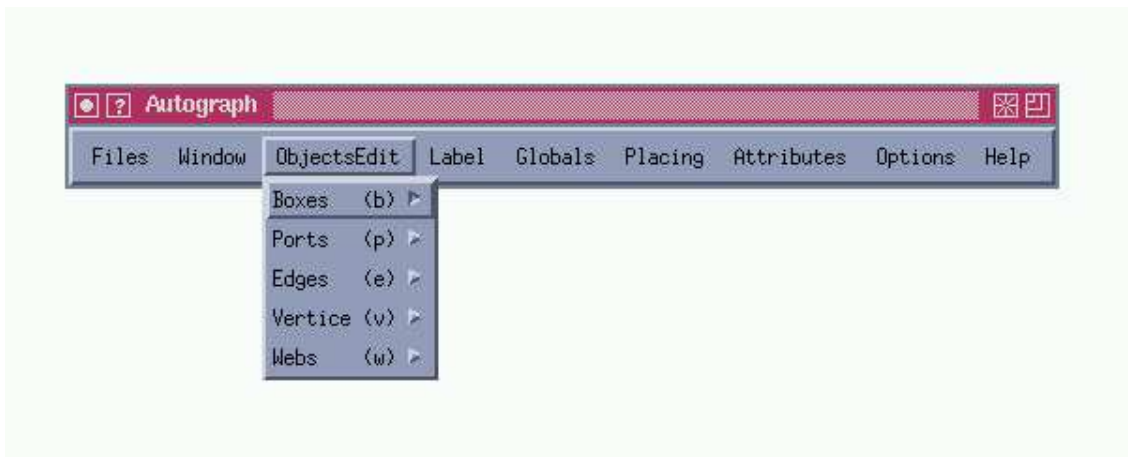 ? Autograph
Files Window ObjectsEdit Label Globals Placing Attributes Options Help
Boxes (b)
Ports (p)
Edges (e)
Vertice (v)
Webs (w)